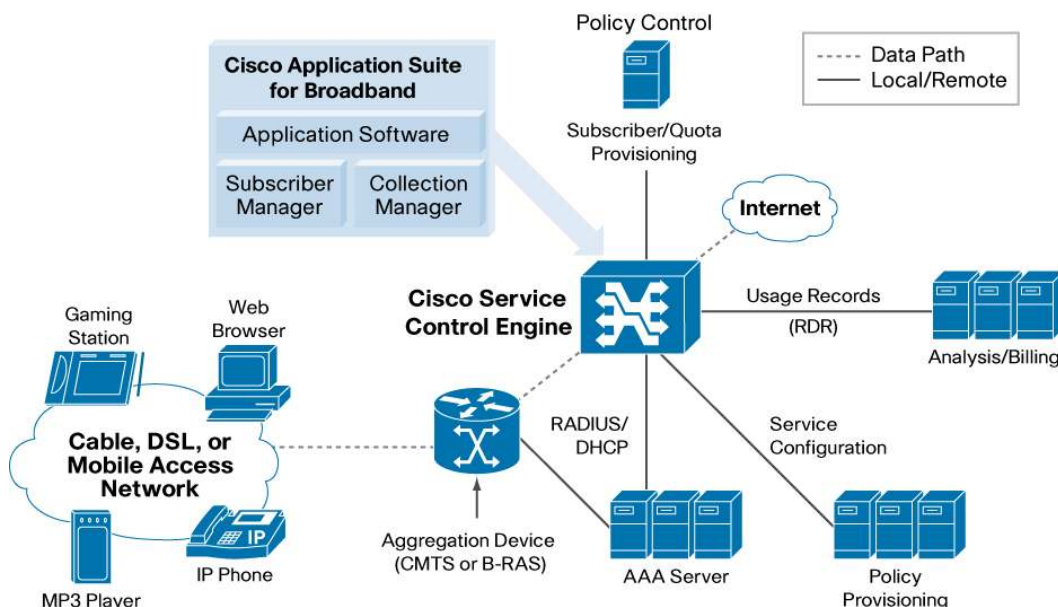 Policy Control
Subscriber/Quota
Provisioning
Data Path
Local/Remote
Cisco Application Suite
for Broadband
Application Software
Subscriber
Manager
Collection
Manager
Internet
Cisco Service
Control Engine
Usage Records
(RDR)
Analysis/Billing
Gaming
Station
Web
Browser
Cable, DSL, or
Mobile Access
Network
MP3 Player
IP
IP Phone
Aggregation Device
(CMTS or B-RAS)
RADIUS/
DHCP
AAA Server
Service
Configuration
Policy
Provisioning